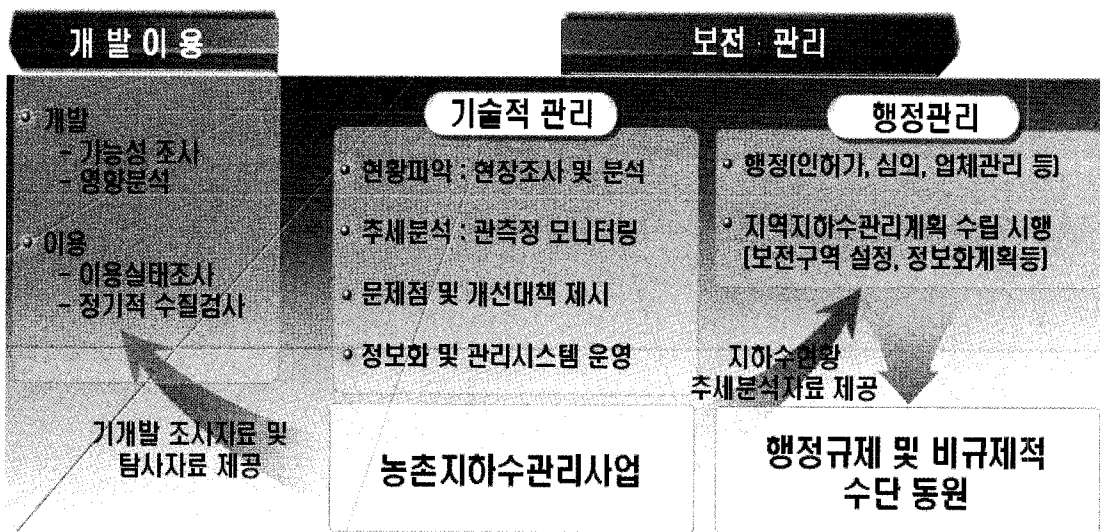 개발이용
보전·관리
개발
- 가능성 조사
- 영향분석
이용
- 이용실태조사
- 정기적 수질검사
기개발 조사자료 및
탐사자료 제공
기술적 관리
현황파악 : 현장조사 및 분석
추세분석 : 관측정 모니터링
문제점 및 개선대책 제시
정보화 및 관리시스템 운영
농촌지하수관리사업
행정관리
행정(인허가, 심의, 업체관리 등)
지역지하수관리계획 수립 시행
(보전구역 설정, 정보화계획등)
지하수현황
추세분석자료 제공
행정규제 및 비규제적
수단 동원